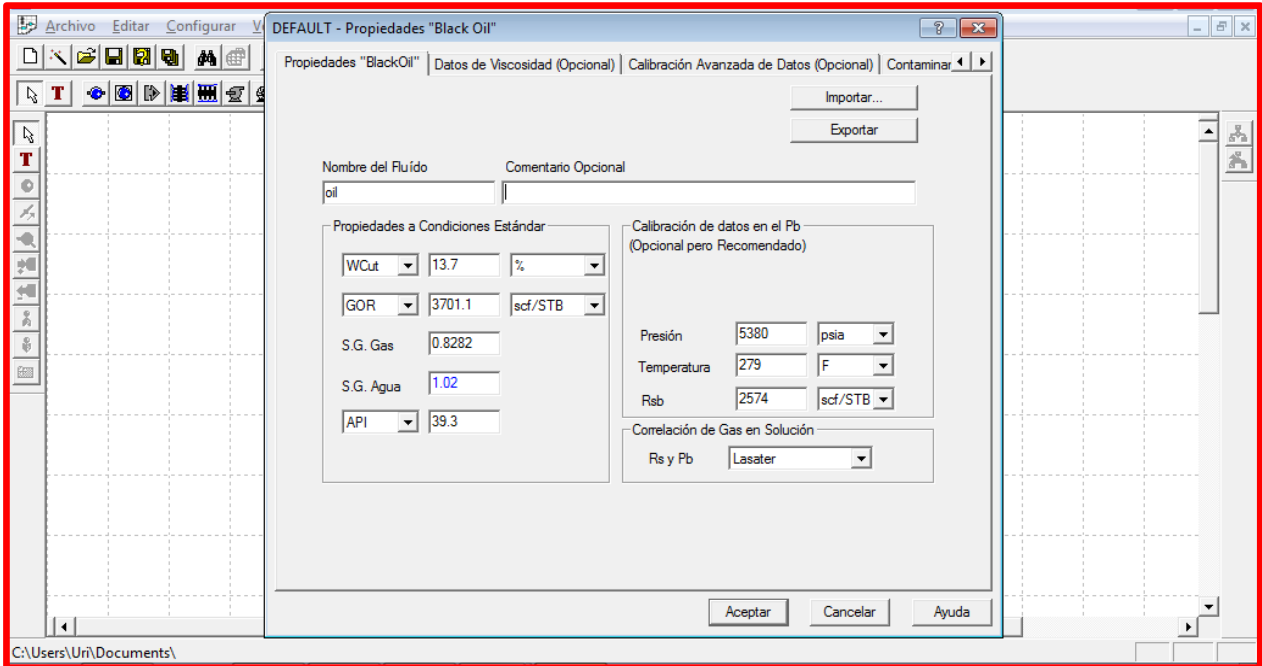 Archivo Editar Configurar V
DEFAULT - Propiedades "Black Oil"
Propiedades "BlackOil" Datos de Viscosidad (Opcional) Calibración Avanzada de Datos (Opcional) Contaminar
T
T
Importar...
Exportar
Nombre del Fluído Comentario Opcional
oil
Propiedades a Condiciones Estándar
WCut 13.7 %
GOR 3701.1 scf/STB
S.G. Gas 0.8282
S.G. Agua 1.02
API 39.3
Calibración de datos en el Pb
(Opcional pero Recomendado)
Presión 5380 psia
Temperatura 279 F
Rsb 2574 scf/STB
Correlación de Gas en Solución
Rs y Pb Lasater
Aceptar Cancelar Ayuda
C:\Users\Uri\Documents\